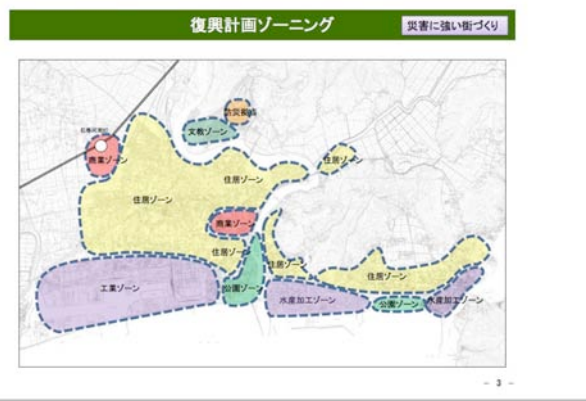 復興計画ゾーニング
災害に強い街づくり
防災拠点
文教ゾーン
商業ゾーン
住居ゾーン
住居ゾーン
住居ゾーン
商業ゾーン
住居ゾーン
住居ゾーン
住居ゾーン
工業ゾーン
公園ゾーン
水産加工ゾーン
公園ゾーン
水産加工ゾーン
- 3 -